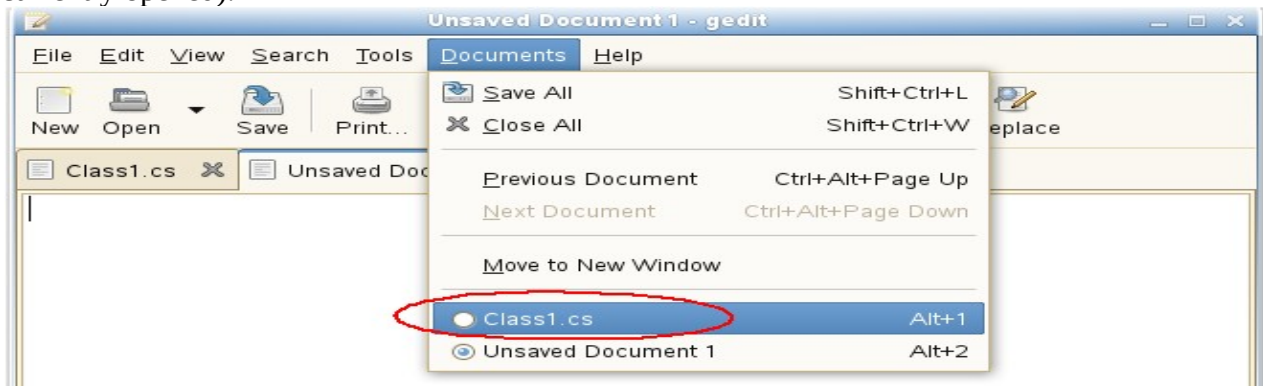 Unsaved Document 1 - gedit
File Edit View Search Tools Documents Help
Save All Shift+Ctrl+L
Close All Shift+Ctrl+W
New Open Save Print... eplace
Class1.cs Unsaved Doc
Previous Document Ctrl+Alt+Page Up
Next Document Ctrl+Alt+Page Down
Move to New Window
Class1.cs Alt+1
Unsaved Document 1 Alt+2